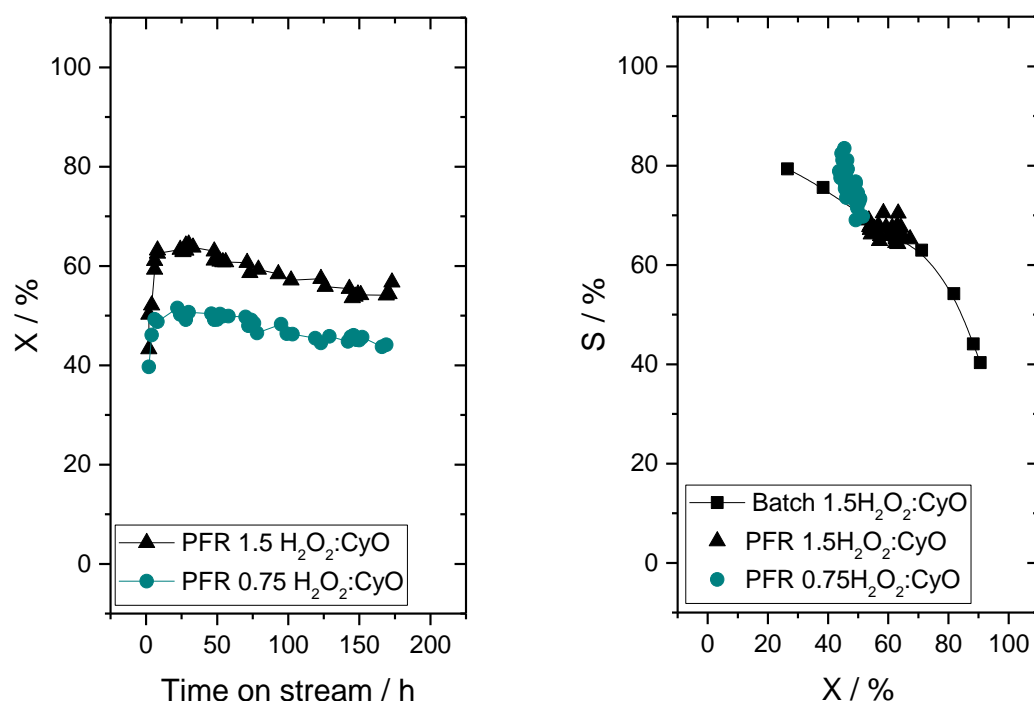 100
80
60
40
20
0
X / %
PFR 1.5 H₂O₂:CyO
PFR 0.75 H₂O₂:CyO
0 50 100 150 200
Time on stream / h
100
80
60
40
20
0
S / %
Batch 1.5H₂O₂:CyO
PFR 1.5H₂O₂:CyO
PFR 0.75H₂O₂:CyO
0 20 40 60 80 100
X / %